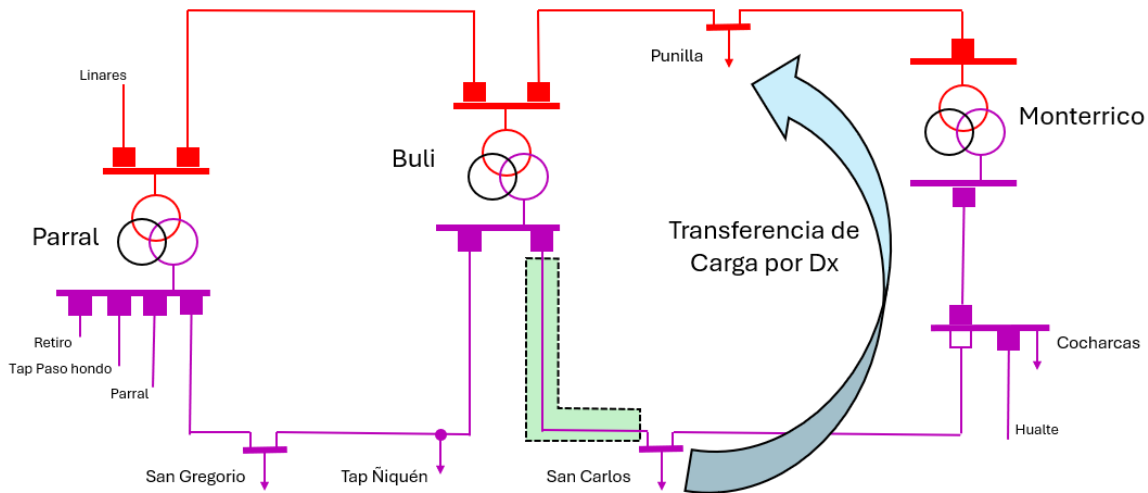 Linares
Punilla
Monterrico
Buli
Parral
Transferencia de
Carga por Dx
Retiro
Tap Paso hondo
Parral
Cocharcas
Hualte
San Gregorio
Tap Ñiquén
San Carlos